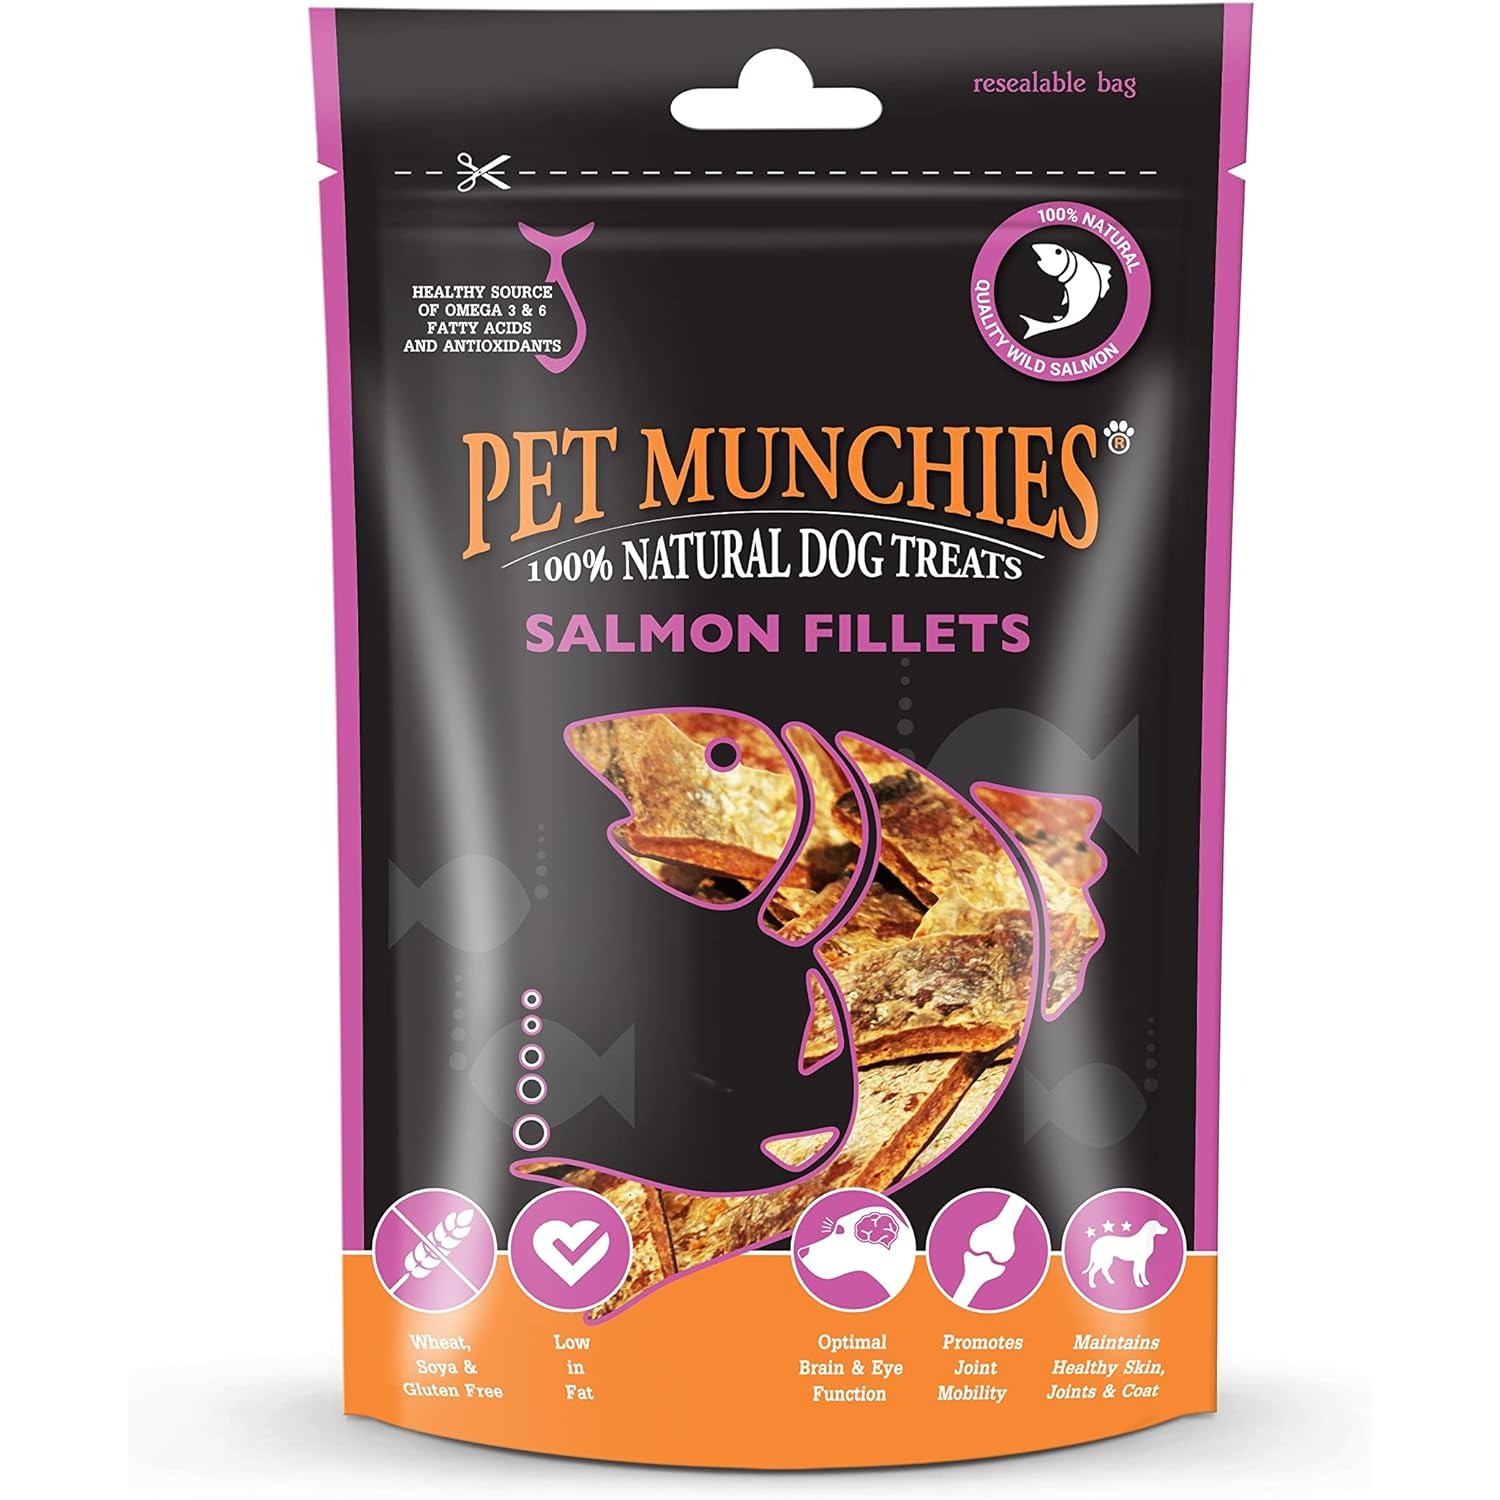 resealable bag
HEALTHY SOURCE
OF OMEGA 3 & 6
FATTY ACIDS
AND ANTIOXIDANTS
100% NATURAL
QUALITY WILD SALMON
PET MUNCHIES®
100% NATURAL DOG TREATS
SALMON FILLETS
Wheat,
Soya &
Gluten Free
Low
in
Fat
Optimal
Brain & Eye
Function
Promotes
Joint
Mobility
Maintains
Healthy Skin,
Joints & Coat